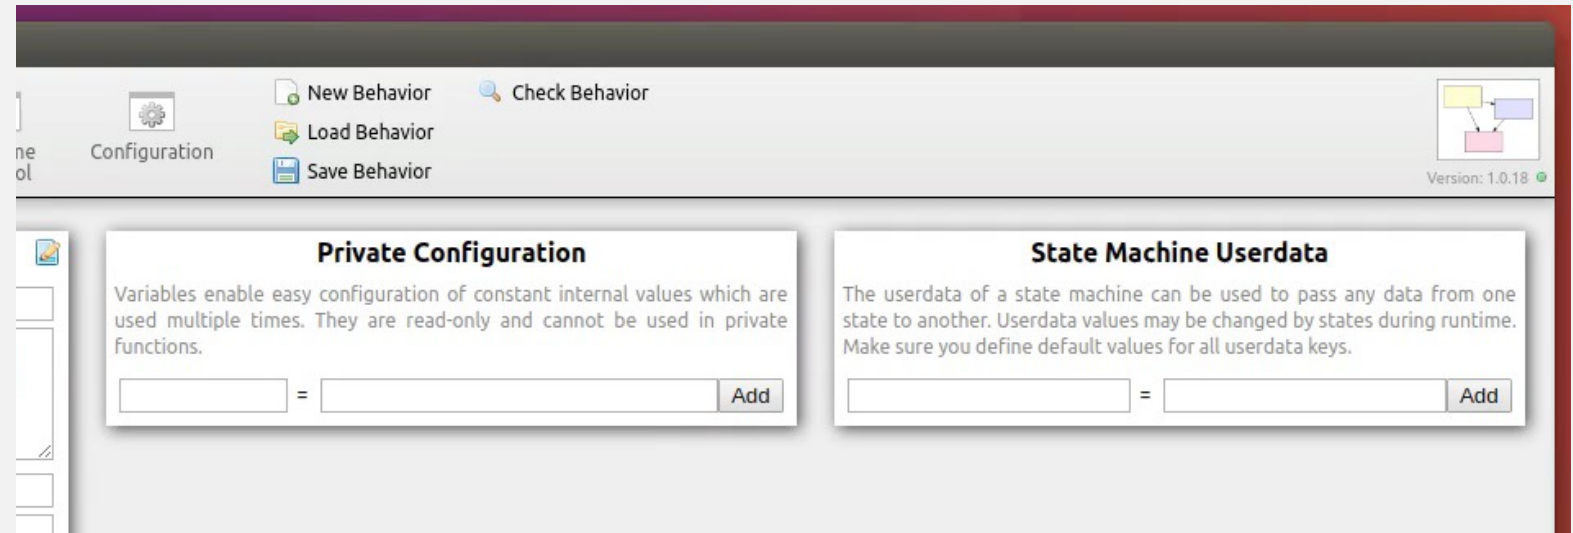 New Behavior
Check Behavior
Load Behavior
Save Behavior
ne
ol
Configuration
Version: 1.0.18
Private Configuration
Variables enable easy configuration of constant internal values which are
used multiple times. They are read-only and cannot be used in private
functions.
= Add
State Machine Userdata
The userdata of a state machine can be used to pass any data from one
state to another. Userdata values may be changed by states during runtime.
Make sure you define default values for all userdata keys.
= Add